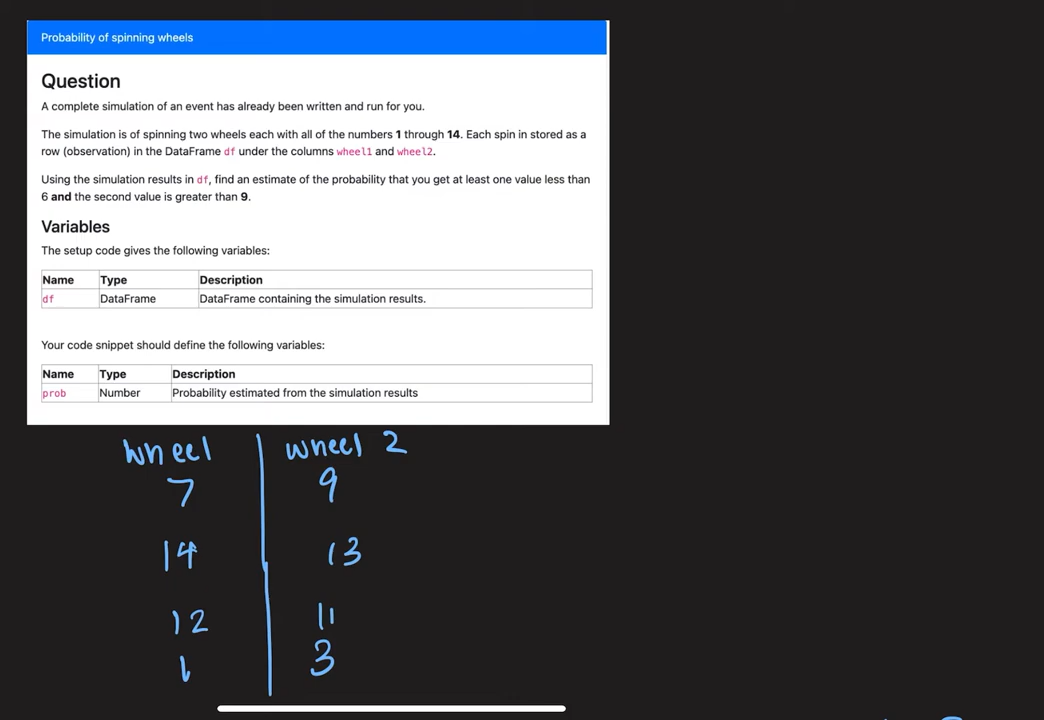 Probability of spinning wheels
Question
A complete simulation of an event has already been written and run for you.
The simulation is of spinning two wheels each with all of the numbers 1 through 14. Each spin in stored as a
row (observation) in the DataFrame df under the columns wheel1 and wheel2.
Using the simulation results in df, find an estimate of the probability that you get at least one value less than
6 and the second value is greater than 9.
Variables
The setup code gives the following variables:
Name Type Description
df DataFrame DataFrame containing the simulation results.
Your code snippet should define the following variables:
Name Type Description
prob Number Probability estimated from the simulation results
wheel wheel 2
7 9
14 13
12 11
1 3